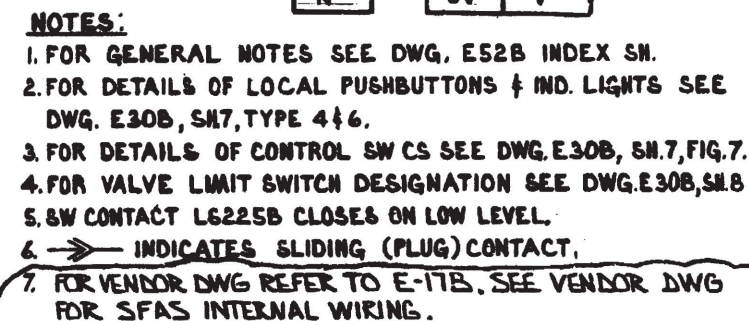 NOTES:
1. FOR GENERAL NOTES SEE DWG. E52B INDEX SH.
2. FOR DETAILS OF LOCAL PUSHBUTTONS & IND. LIGHTS SEE
DWG. E30B, SH.7, TYPE 4&6.
3. FOR DETAILS OF CONTROL SW CS SEE DWG. E30B, SH.7, FIG.7.
4. FOR VALVE LIMIT SWITCH DESIGNATION SEE DWG. E30B, SH.8
5. SW CONTACT LS225B CLOSES ON LOW LEVEL.
6. INDICATES SLIDING (PLUG) CONTACT.
7. FOR VENDOR DWG REFER TO E-17B. SEE VENDOR DWG
FOR SFAS INTERNAL WIRING.